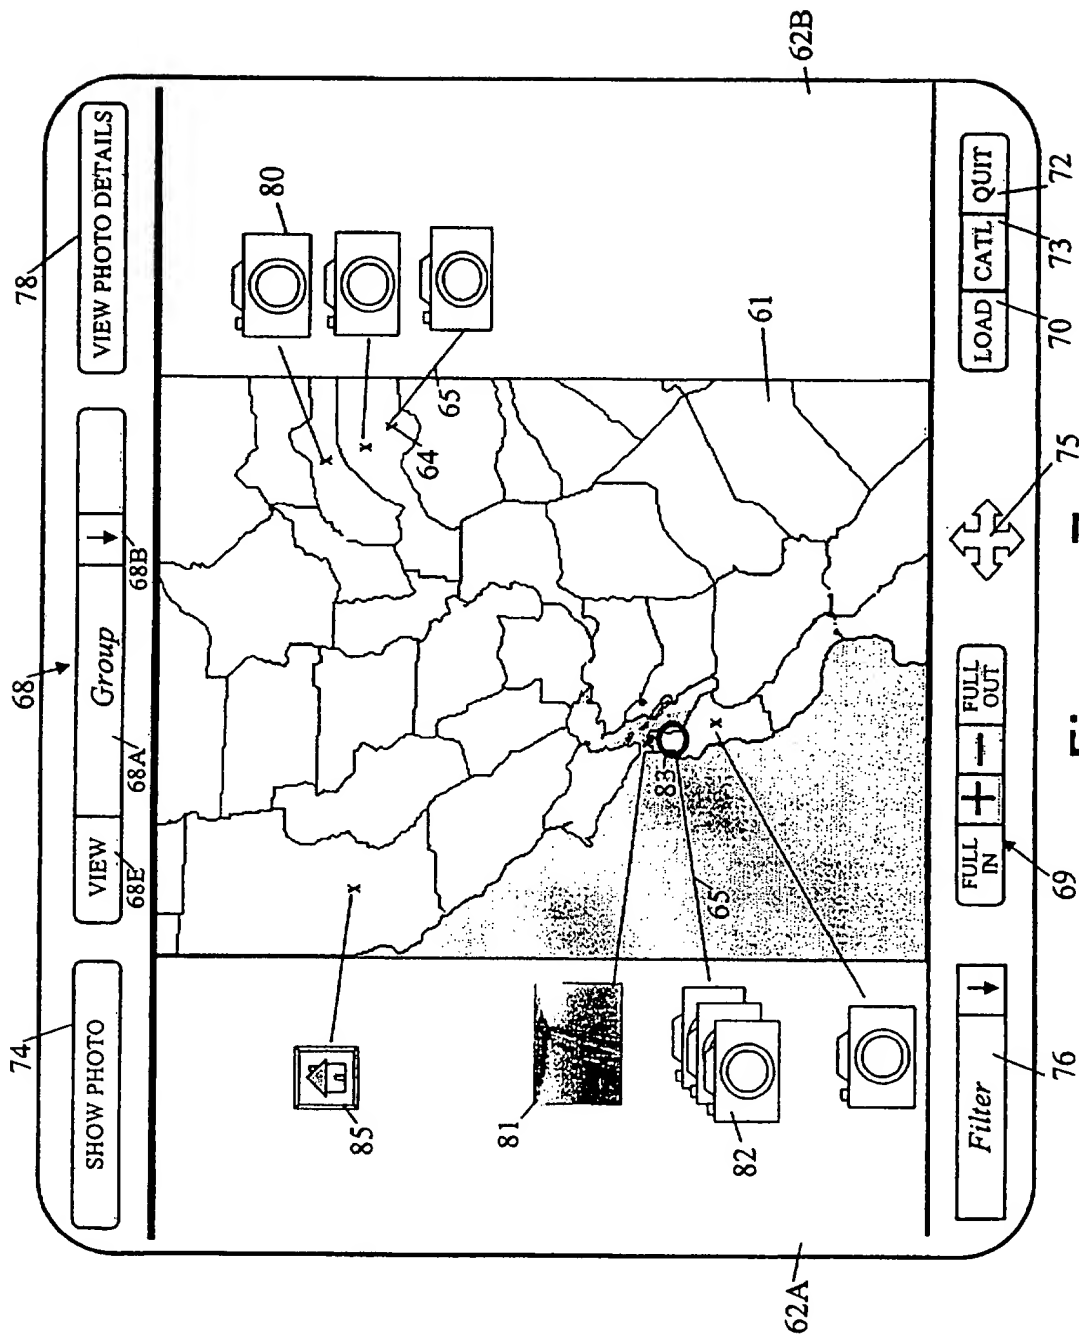 74
68
78
SHOW PHOTO
VIEW
Group
VIEW PHOTO DETAILS
68E
68A
68B
80
85
64
65
81
83
65
61
82
Filter
FULL IN
FULL OUT
LOAD
CATL
QUIT
76
69
75
70
73
72
62A
62B